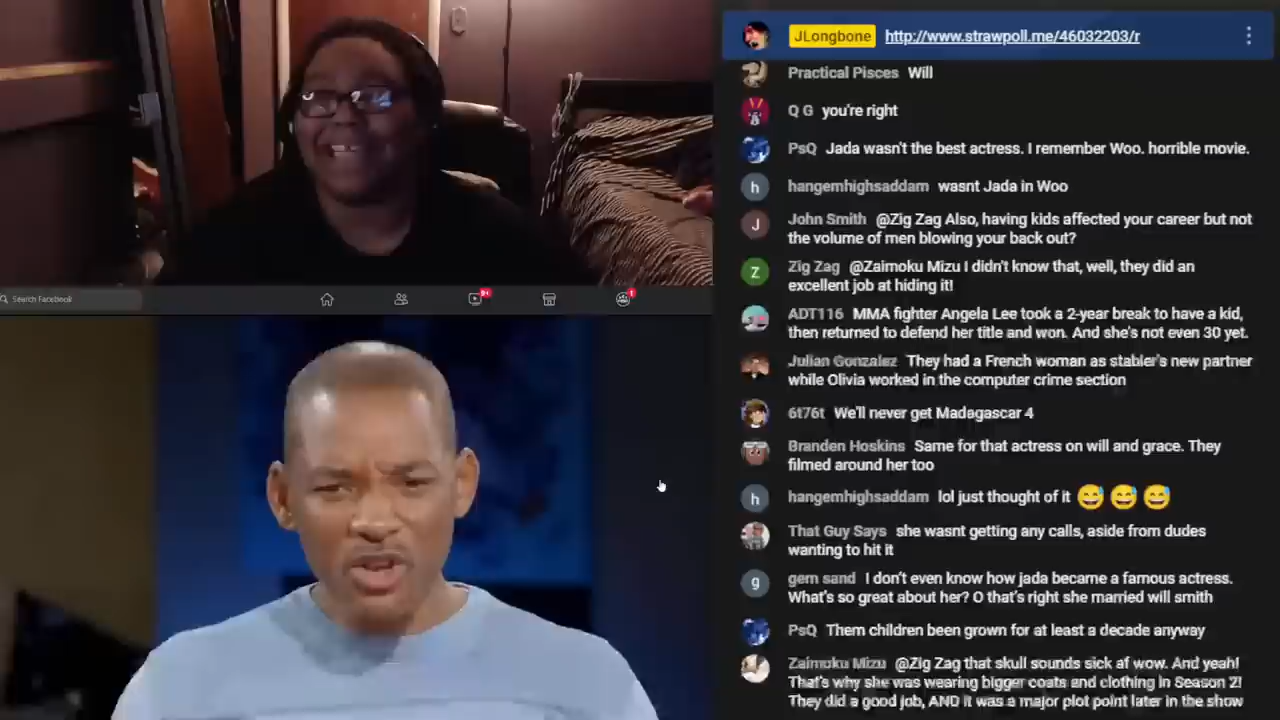 JLongbone http://www.strawpoll.me/46032203/r
Practical Pisces Will
Q G you're right
PsQ Jada wasn't the best actress. I remember Woo. horrible movie.
h hangemhighsaddam wasnt Jada in Woo
J John Smith @Zig Zag Also, having kids affected your career but not
the volume of men blowing your back out?
Z Zig Zag @Zaimoku Mizu I didn't know that, well, they did an
excellent job at hiding it!
ADT116 MMA fighter Angela Lee took a 2-year break to have a kid,
then returned to defend her title and won. And she's not even 30 yet.
Julian Gonzalez They had a French woman as stabler's new partner
while Olivia worked in the computer crime section
6t76t We'll never get Madagascar 4
Branden Hoskins Same for that actress on will and grace. They
filmed around her too
h hangemhighsaddam lol just thought of it 😅 😅 😅
That Guy Says she wasnt getting any calls, aside from dudes
wanting to hit it
g gem sand I don't even know how jada became a famous actress.
What's so great about her? O that's right she married will smith
PsQ Them children been grown for at least a decade anyway
Zaimoku Mizu @Zig Zag that skull sounds sick af wow. And yeah!
That's why she was wearing bigger coats and clothing in Season 2!
They did a good job, AND it was a major plot point later in the show
Search Facebook
9+
1